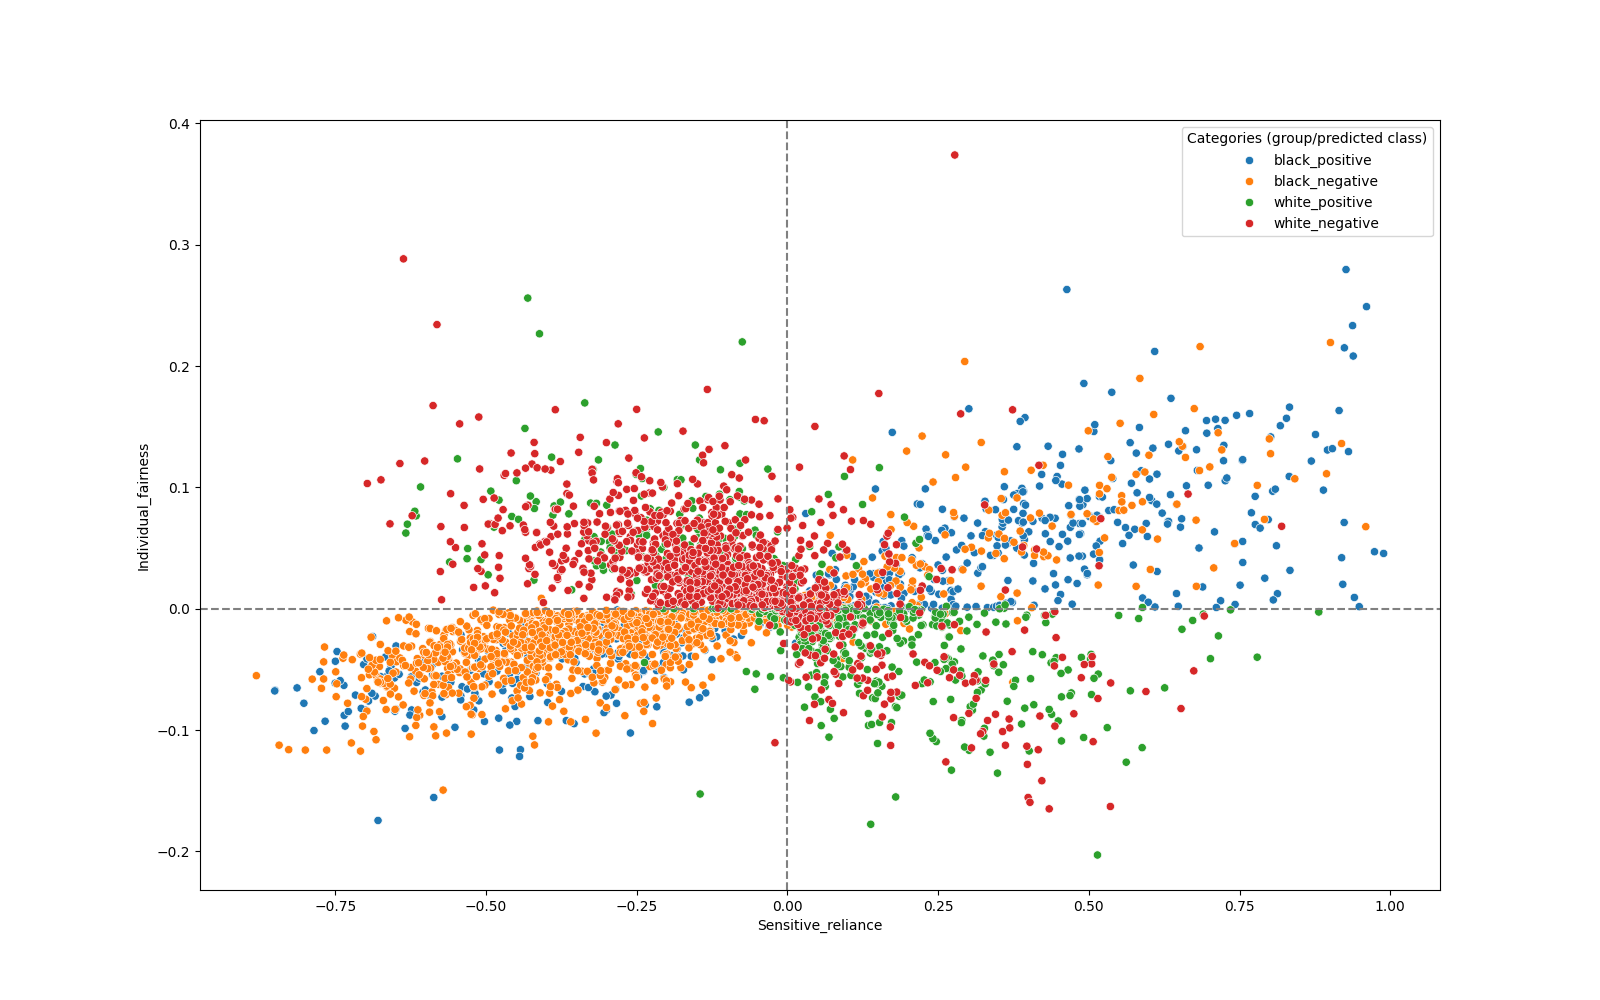 Categories (group/predicted class)
black_positive
black_negative
white_positive
white_negative
0.4
0.3
0.2
0.1
0.0
−0.1
−0.2
Individual_fairness
−0.75
−0.50
−0.25
0.00
0.25
0.50
0.75
1.00
Sensitive_reliance